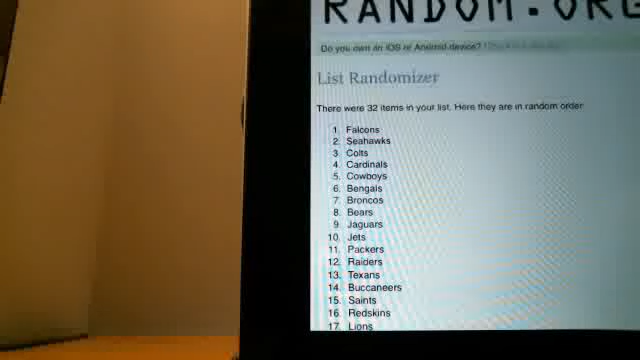 RANDOM.ORG
Do you own an iOS or Android device?
List Randomizer
There were 32 items in your list. Here they are in random order
1. Falcons
2. Seahawks
3. Colts
4. Cardinals
5. Cowboys
6. Bengals
7. Broncos
8. Bears
9. Jaguars
10. Jets
11. Packers
12. Raiders
13. Texans
14. Buccaneers
15. Saints
16. Redskins
17. Lions